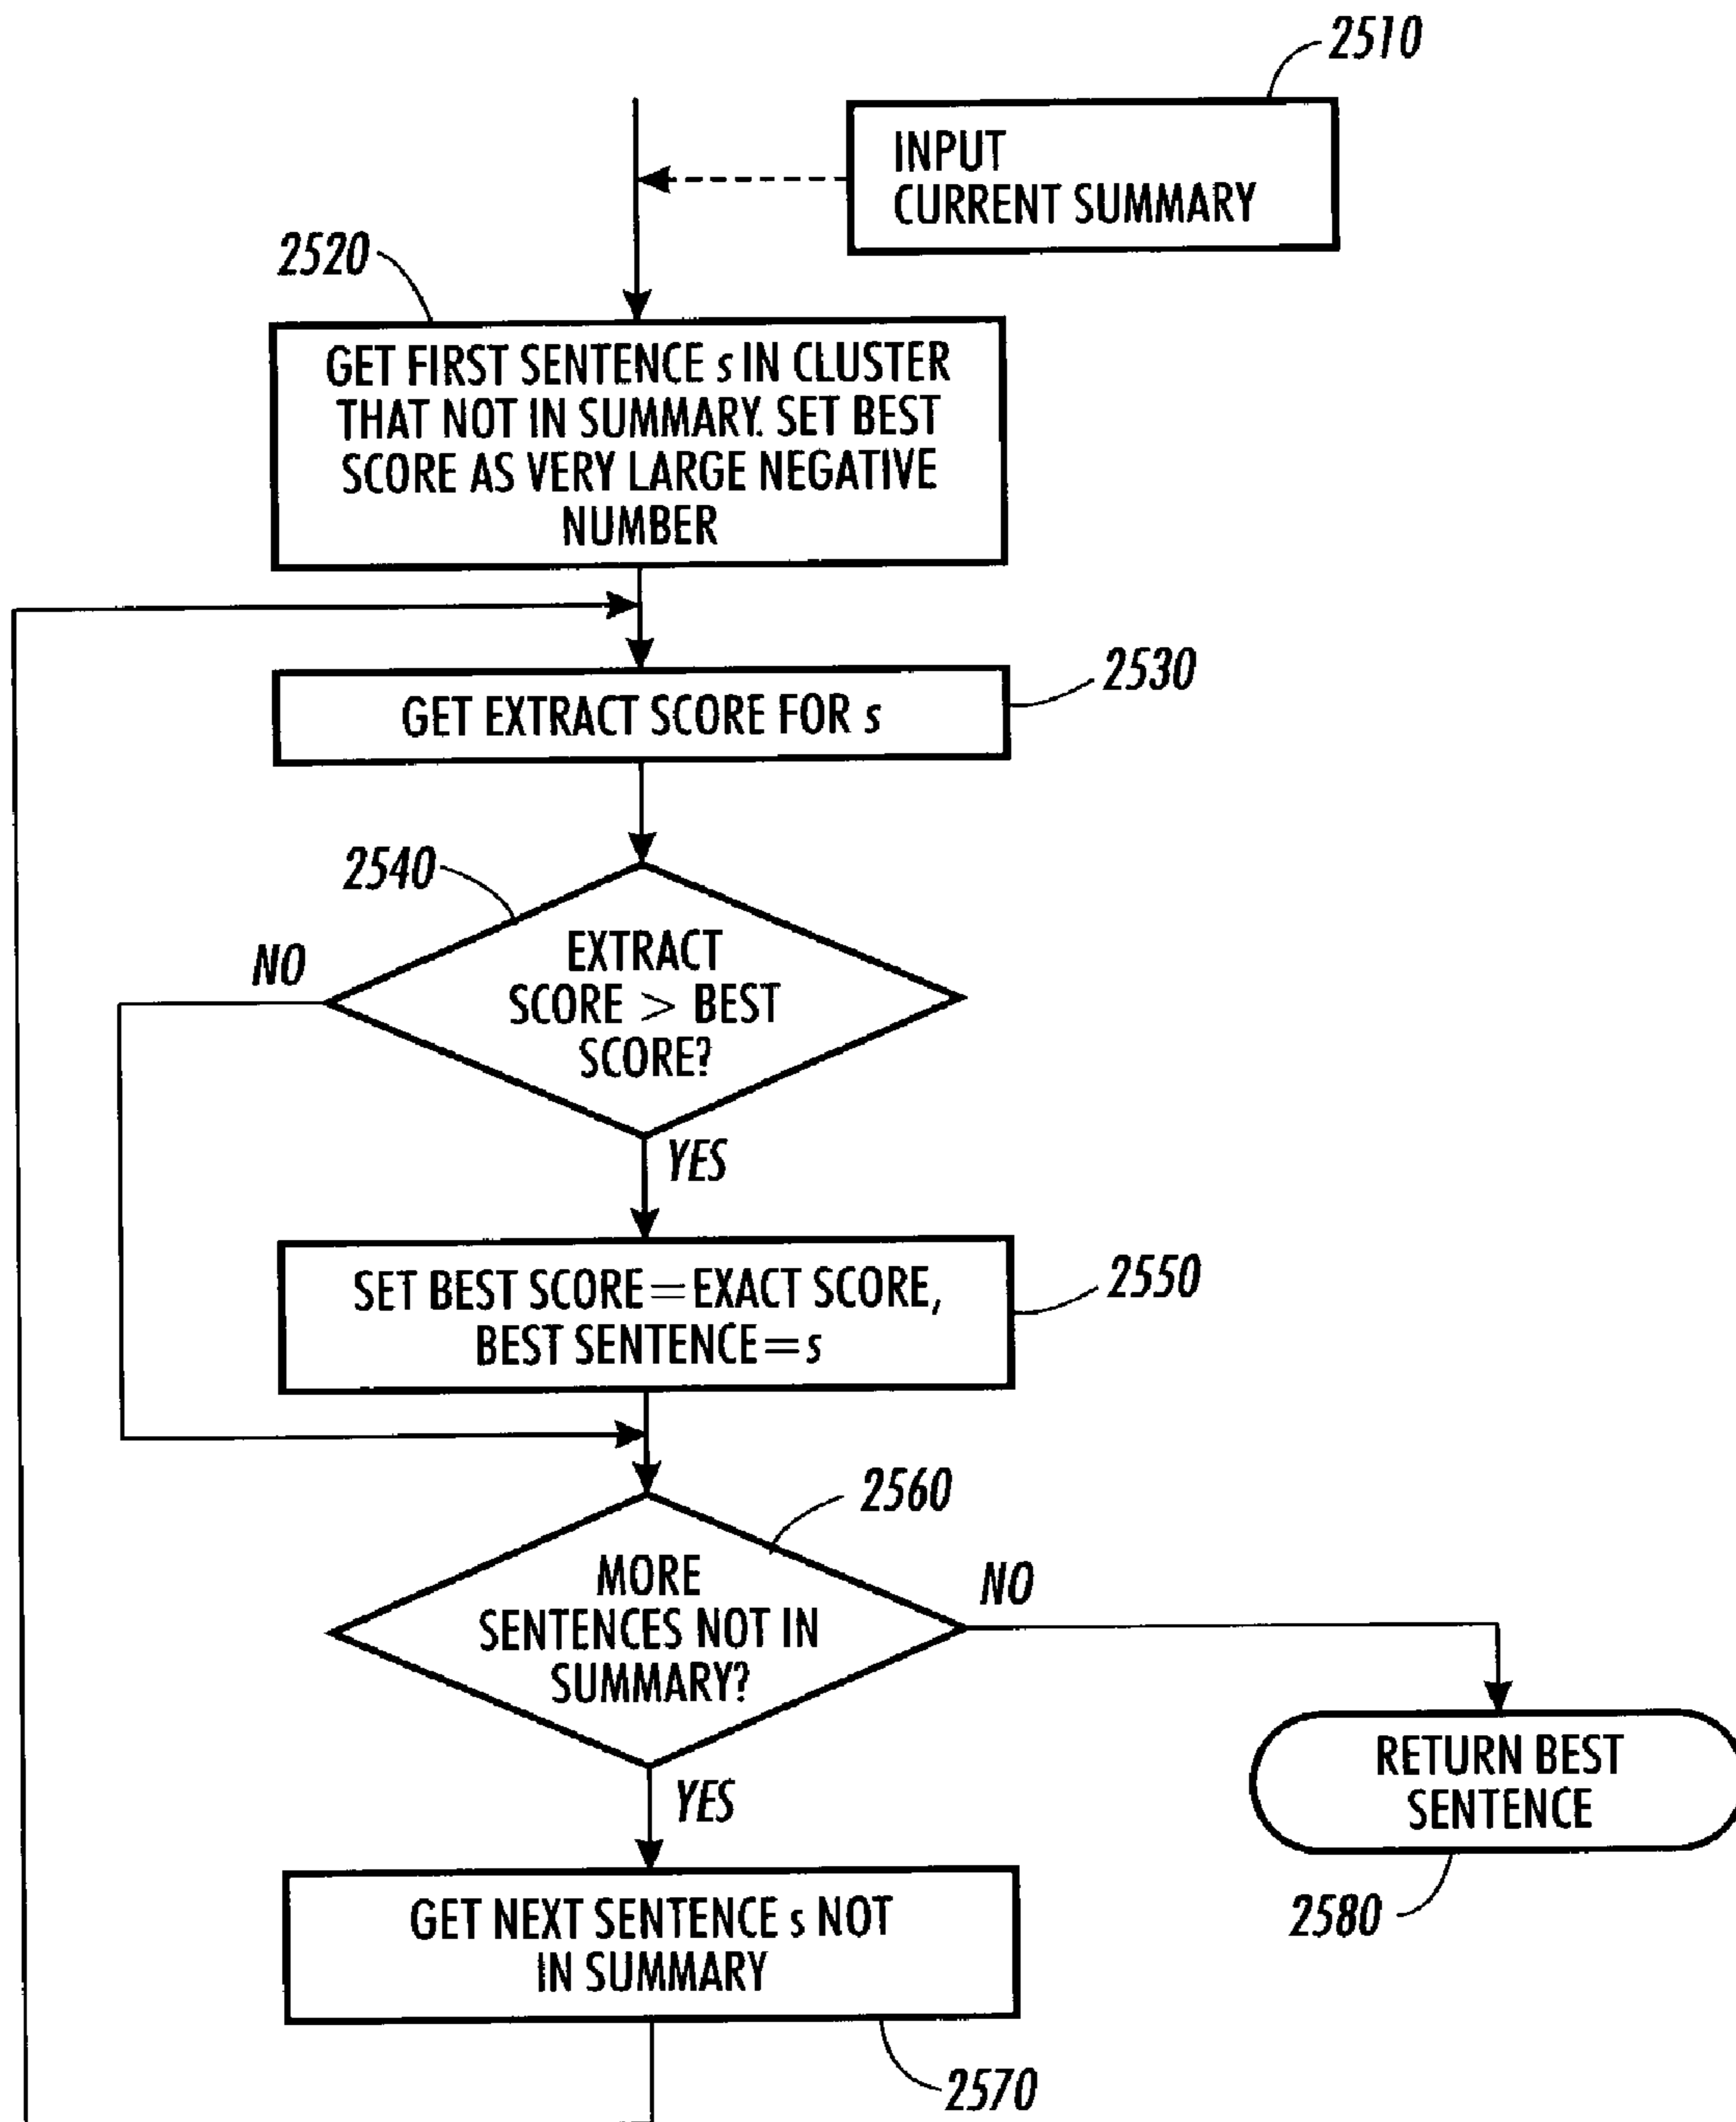 2510
INPUT
CURRENT SUMMARY
2520
GET FIRST SENTENCE s IN CLUSTER
THAT NOT IN SUMMARY. SET BEST
SCORE AS VERY LARGE NEGATIVE
NUMBER
2530
GET EXTRACT SCORE FOR s
2540
NO
EXTRACT
SCORE > BEST
SCORE?
YES
2550
SET BEST SCORE=EXACT SCORE,
BEST SENTENCE=s
2560
MORE
SENTENCES NOT IN
SUMMARY?
NO
YES
RETURN BEST
SENTENCE
2580
GET NEXT SENTENCE s NOT
IN SUMMARY
2570